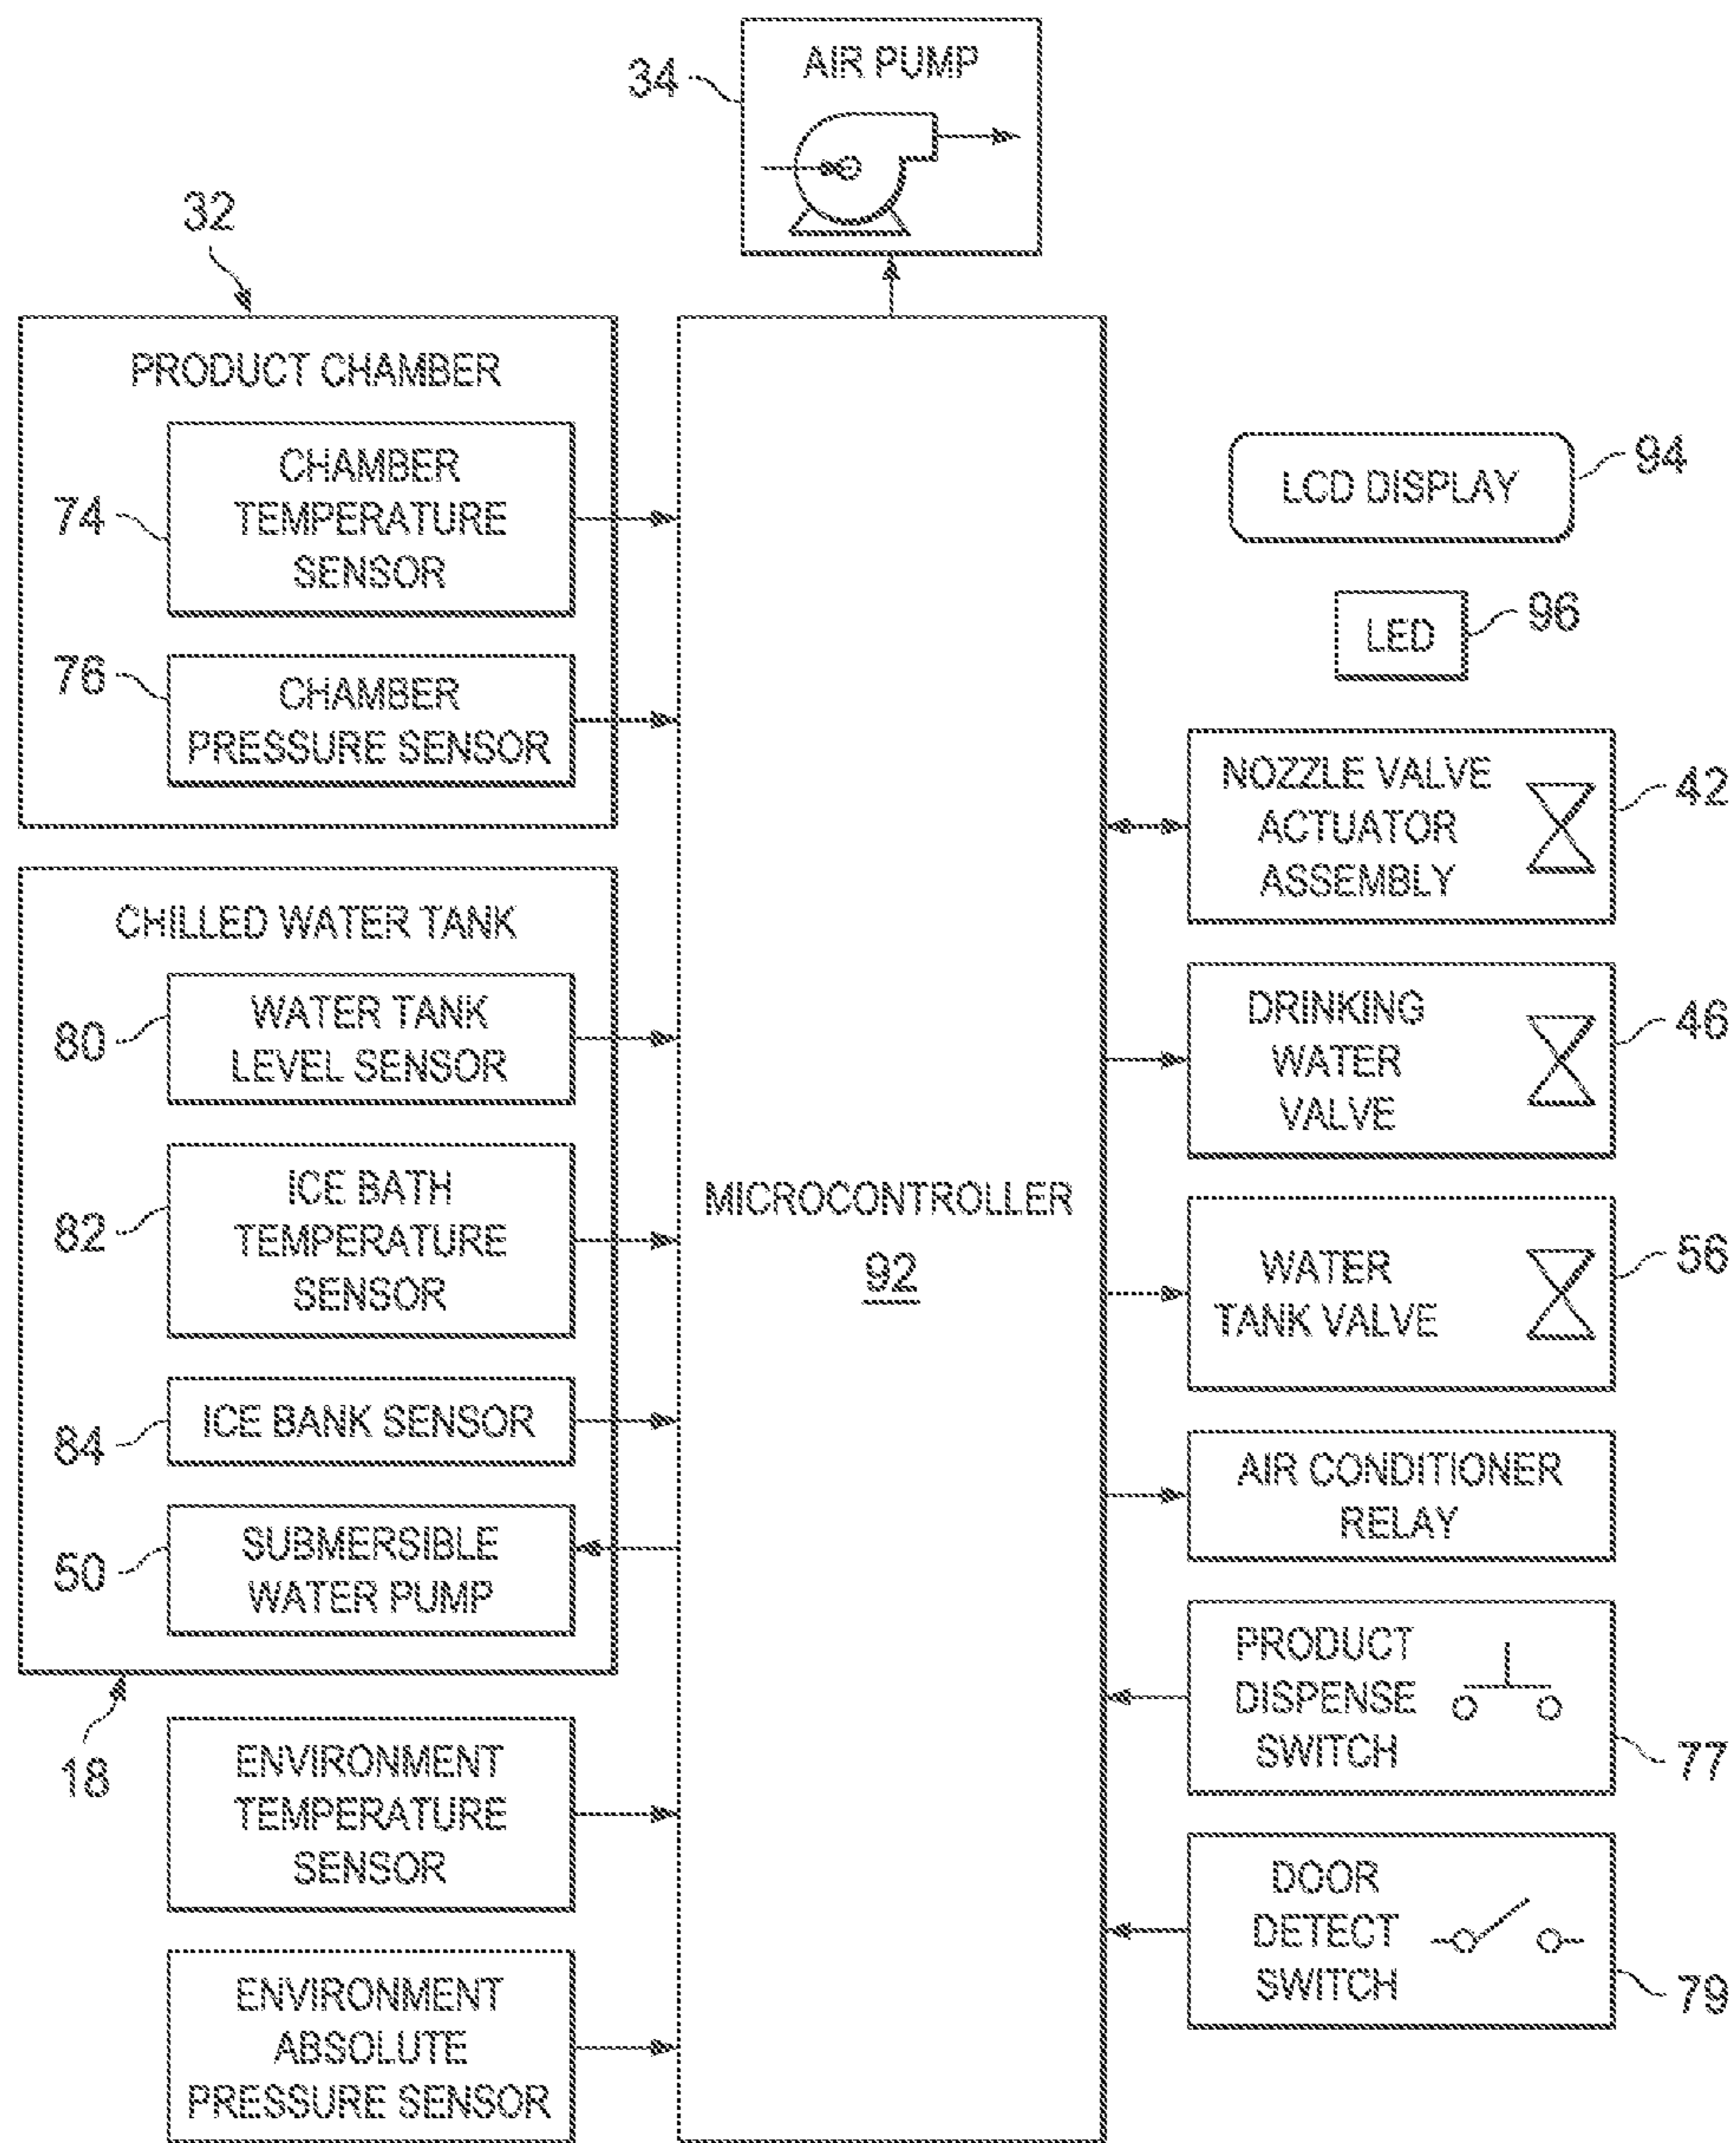 AIR PUMP
34
32
PRODUCT CHAMBER
CHAMBER
TEMPERATURE
SENSOR
74
CHAMBER
PRESSURE SENSOR
76
CHILLED WATER TANK
WATER TANK
LEVEL SENSOR
80
ICE BATH
TEMPERATURE
SENSOR
82
ICE BANK SENSOR
84
SUBMERSIBLE
WATER PUMP
50
18
ENVIRONMENT
TEMPERATURE
SENSOR
ENVIRONMENT
ABSOLUTE
PRESSURE SENSOR
MICROCONTROLLER
92
LCD DISPLAY
94
LED
96
NOZZLE VALVE
ACTUATOR
ASSEMBLY
42
DRINKING
WATER
VALVE
46
WATER
TANK VALVE
56
AIR CONDITIONER
RELAY
PRODUCT
DISPENSE
SWITCH
77
DOOR
DETECT
SWITCH
79